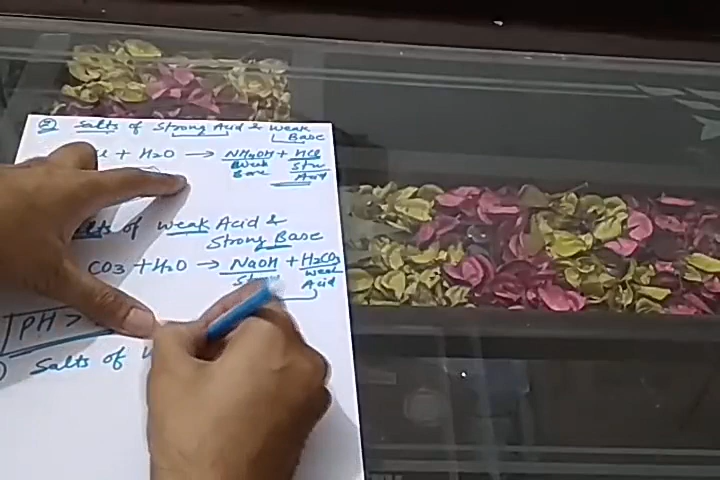 ② Salts of Strong Acid & Weak Base
+ H2O → NH4OH + HCl
Weak Base Acid
of weak Acid &
Strong Base
CO3 + H2O → NaOH + H2CO3
weak Acid
PH >
Salts of